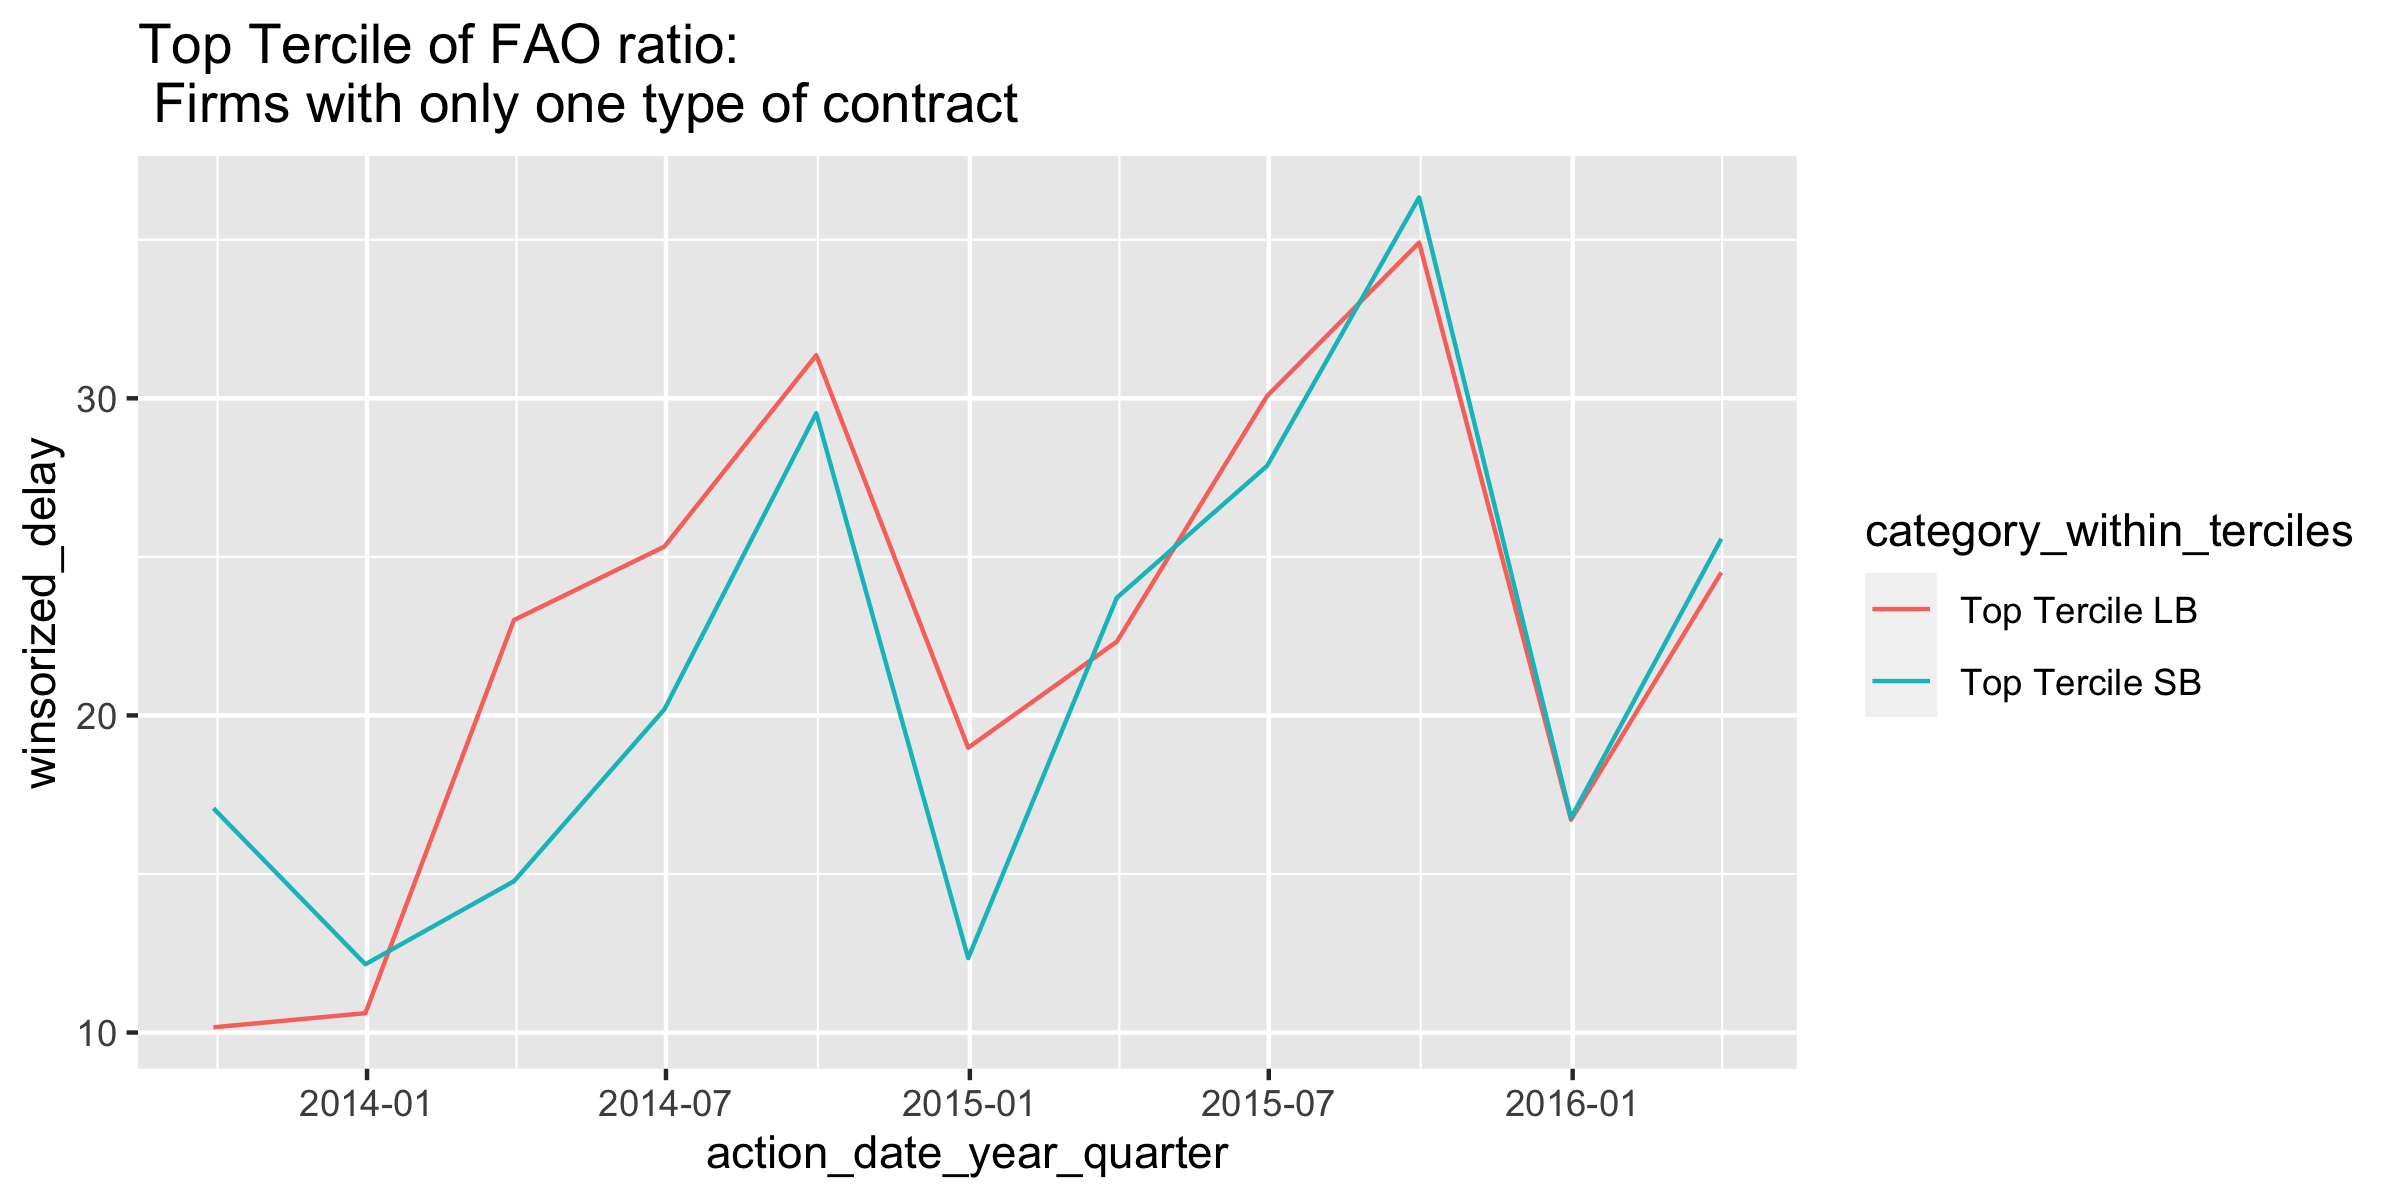 Top Tercile of FAO ratio:
Firms with only one type of contract
winsorized_delay
30
20
10
2014-01
2014-07
2015-01
2015-07
2016-01
action_date_year_quarter
category_within_terciles
Top Tercile LB
Top Tercile SB